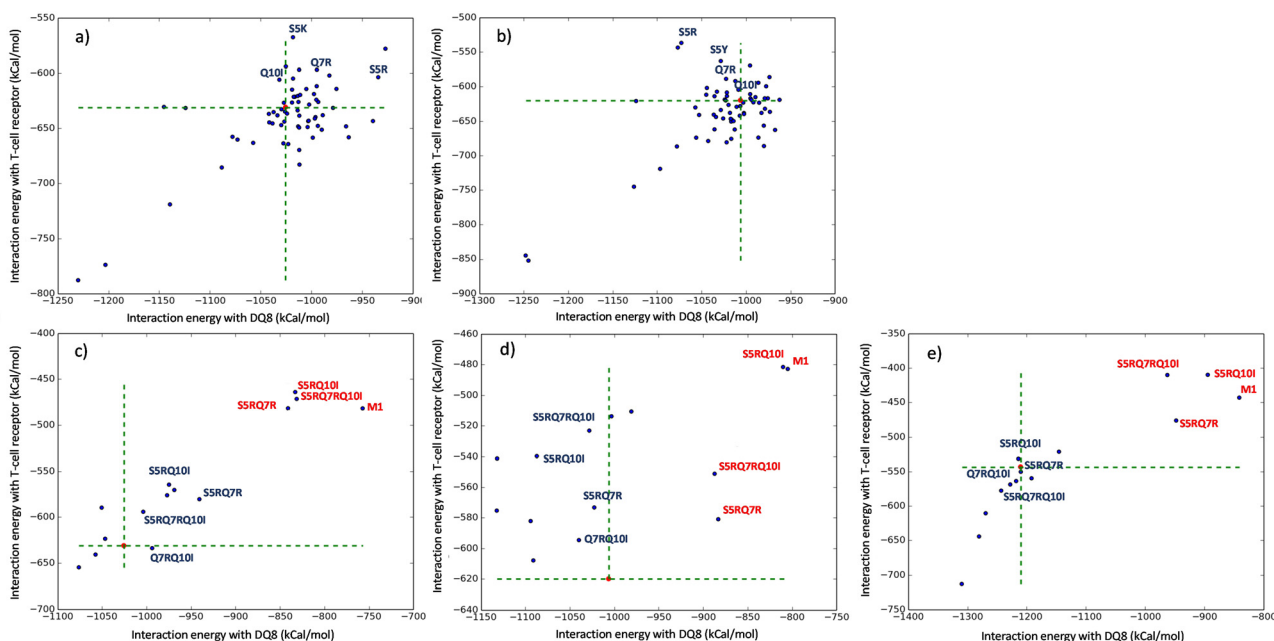 a)
−550
−600
−650
−700
−750
−800
Interaction energy with T-cell receptor (kCal/mol)
S5K
Q7R
Q10I
S5R
−1250 −1200 −1150 −1100 −1050 −1000 −950 −900
Interaction energy with DQ8 (kCal/mol)
b)
−500
−550
−600
−650
−700
−750
−800
−850
−900
Interaction energy with T-cell receptor (kCal/mol)
S5R
S5Y
Q7R
Q10I
−1300 −1250 −1200 −1150 −1100 −1050 −1000 −950 −900
Interaction energy with DQ8 (kCal/mol)
c)
−400
−450
−500
−550
−600
−650
−700
Interaction energy with T-cell receptor (kCal/mol)
S5RQ10I
S5RQ7RQ10I
S5RQ7R
M1
S5RQ10I
S5RQ7R
S5RQ7RQ10I
Q7RQ10I
−1100 −1050 −1000 −950 −900 −850 −800 −750 −700
Interaction energy with DQ8 (kCal/mol)
d)
−460
−480
−500
−520
−540
−560
−580
−600
−620
−640
Interaction energy with T-cell receptor (kCal/mol)
S5RQ10I
M1
S5RQ7RQ10I
S5RQ10I
S5RQ7RQ10I
S5RQ7R
S5RQ7R
Q7RQ10I
−1150 −1100 −1050 −1000 −950 −900 −850 −800 −750
Interaction energy with DQ8 (kCal/mol)
e)
−350
−400
−450
−500
−550
−600
−650
−700
−750
Interaction energy with T-cell receptor (kCal/mol)
S5RQ7RQ10I
S5RQ10I
M1
S5RQ7R
S5RQ10I
S5RQ7R
Q7RQ10I
S5RQ7RQ10I
−1400 −1300 −1200 −1100 −1000 −900 −800
Interaction energy with DQ8 (kCal/mol)